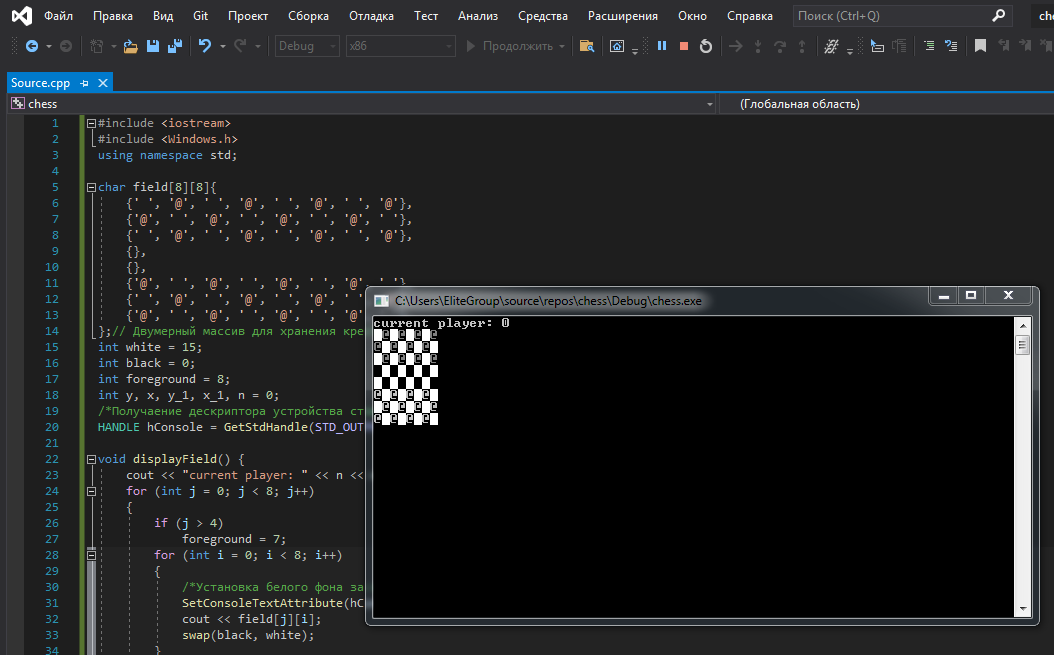 Файл Правка Вид Git Проект Сборка Отладка Тест Анализ Средства Расширения Окно Справка Поиск (Ctrl+Q) che
Debug x86 Продолжить
Source.cpp
chess (Глобальная область)
1 #include <iostream>
2 #include <Windows.h>
3 using namespace std;
4
5 char field[8][8]{
6 {' ', '@', ' ', '@', ' ', '@', ' ', '@'},
7 {'@', ' ', '@', ' ', '@', ' ', '@', ' '},
8 {' ', '@', ' ', '@', ' ', '@', ' ', '@'},
9 {},
10 {},
11 {'@', ' ', '@', ' ', '@', ' ', '@', ' '}
12 {' ', '@', ' ', '@', ' ', '@', '
13 {'@', ' ', '@', ' ', '@', ' ', '@
14 };// Двумерный массив для хранения кре
15 int white = 15;
16 int black = 0;
17 int foreground = 8;
18 int y, x, y_1, x_1, n = 0;
19 /*Получаение дескриптора устройства ст
20 HANDLE hConsole = GetStdHandle(STD_OUT
21
22 void displayField() {
23 cout << "current player: " << n <<
24 for (int j = 0; j < 8; j++)
25 {
26 if (j > 4)
27 foreground = 7;
28 for (int i = 0; i < 8; i++)
29 {
30 /*Установка белого фона за
31 SetConsoleTextAttribute(hC
32 cout << field[j][i];
33 swap(black, white);
34 }
C:\Users\EliteGroup\source\repos\chess\Debug\chess.exe
current player: 0
@ @ @ @
@ @ @ @
@ @ @ @
@ @ @ @
@ @ @ @
@ @ @ @